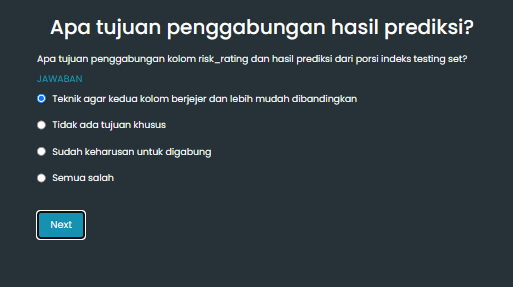 Apa tujuan penggabungan hasil prediksi?
Apa tujuan penggabungan kolom risk_rating dan hasil prediksi dari porsi indeks testing set?
JAWABAN
Teknik agar kedua kolom berjejer dan lebih mudah dibandingkan
Tidak ada tujuan khusus
Sudah keharusan untuk digabung
Semua salah
Next